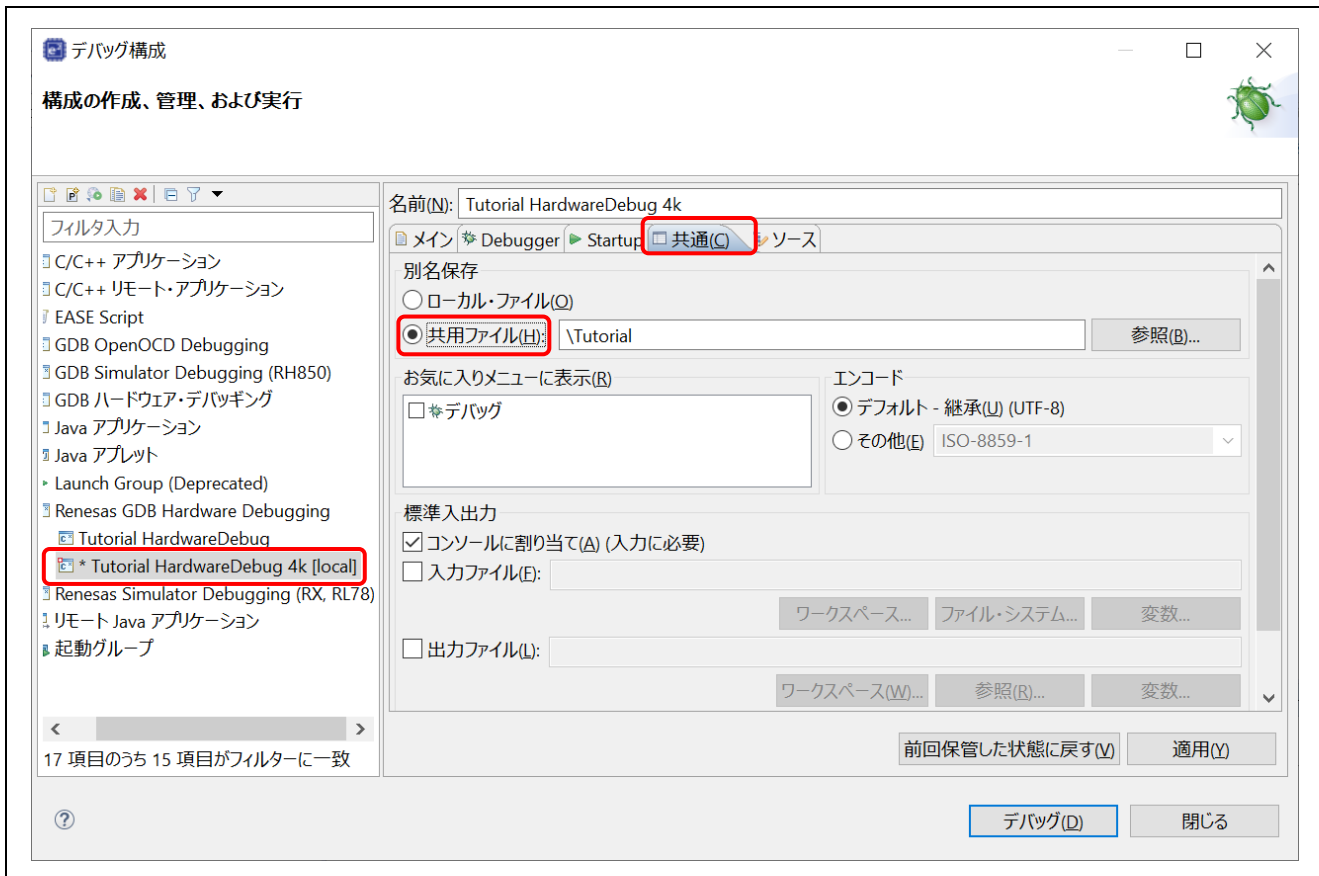 デバッグ構成
構成の作成、管理、および実行
フィルタ入力
C/C++ アプリケーション
C/C++ リモート・アプリケーション
EASE Script
GDB OpenOCD Debugging
GDB Simulator Debugging (RH850)
GDB ハードウェア・デバッギング
Java アプリケーション
Java アプレット
Launch Group (Deprecated)
Renesas GDB Hardware Debugging
Tutorial HardwareDebug
* Tutorial HardwareDebug 4k [local]
Renesas Simulator Debugging (RX, RL78)
リモート Java アプリケーション
起動グループ
17 項目のうち 15 項目がフィルターに一致
名前(N): Tutorial HardwareDebug 4k
メイン Debugger Startup 共通(C) ソース
別名保存
ローカル・ファイル(O)
共用ファイル(H): \Tutorial 参照(B)...
お気に入りメニューに表示(R)
デバッグ
エンコード
デフォルト - 継承(U) (UTF-8)
その他(E) ISO-8859-1
標準入出力
コンソールに割り当て(A) (入力に必要)
入力ファイル(F):
ワークスペース... ファイル・システム... 変数...
出力ファイル(L):
ワークスペース(W)... 参照(R)... 変数...
前回保管した状態に戻す(V) 適用(Y)
デバッグ(D) 閉じる